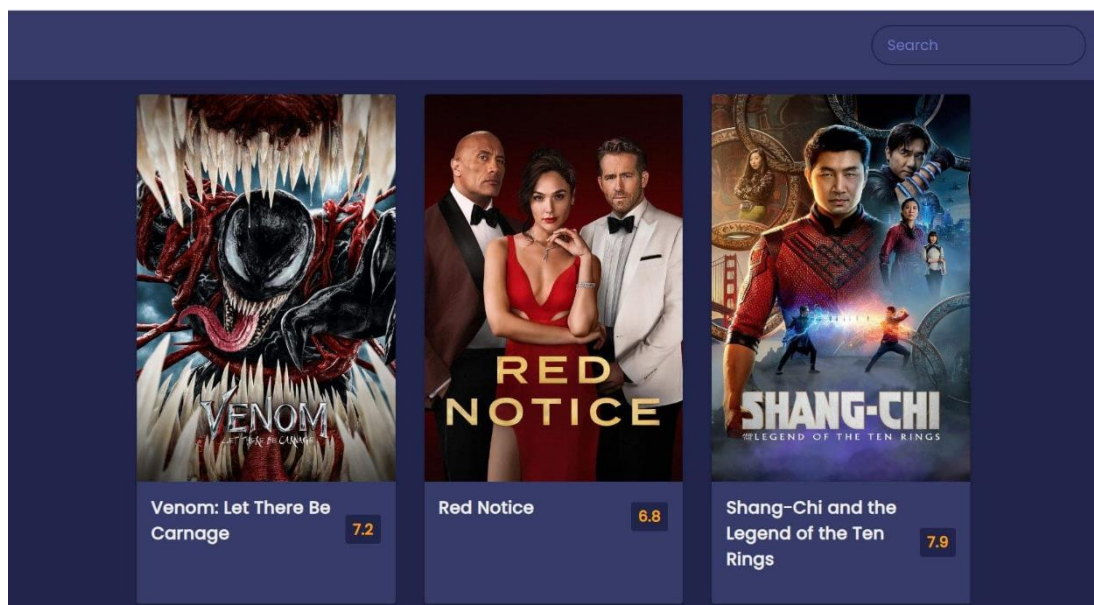 Search
VENOM
LET THERE BE CARNAGE
RED
NOTICE
SHANG-CHI
AND THE LEGEND OF THE TEN RINGS
Venom: Let There Be
Carnage
7.2
Red Notice
6.8
Shang-Chi and the
Legend of the Ten
Rings
7.9